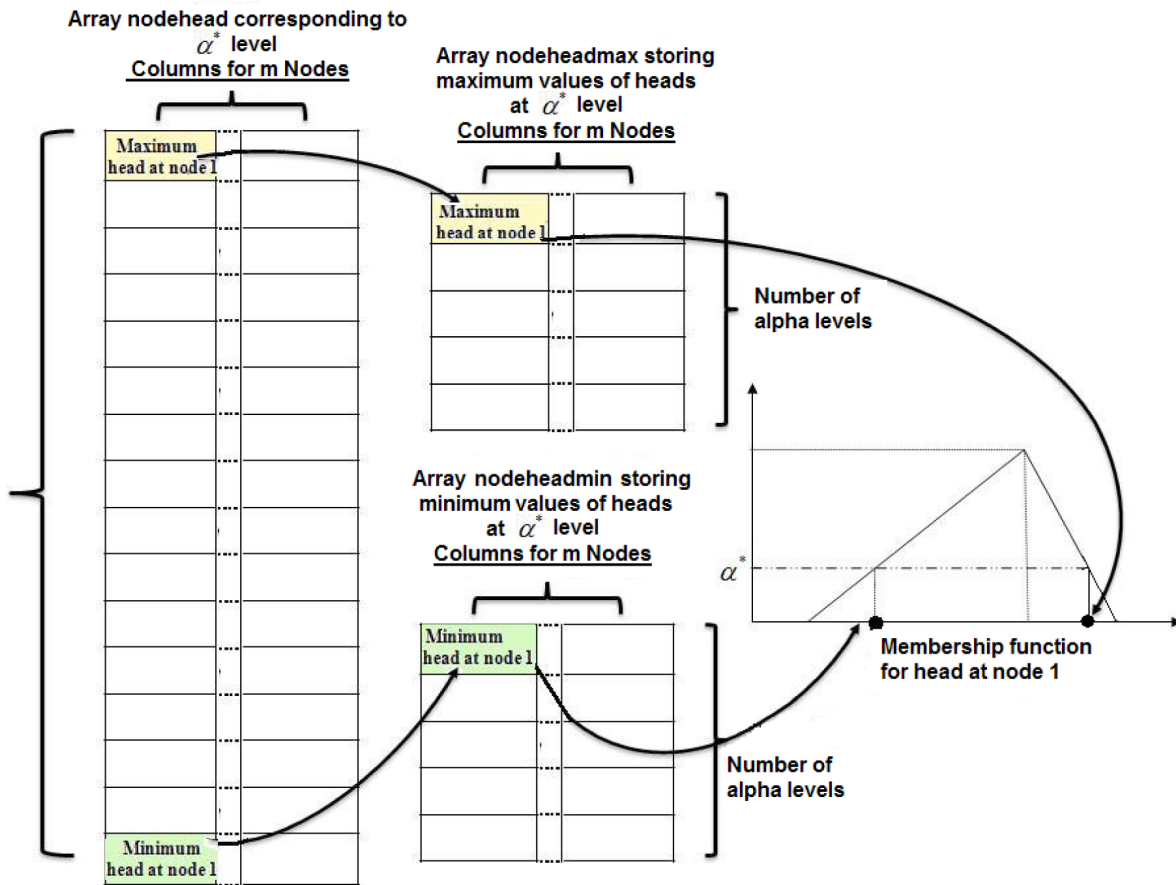 Array nodehead corresponding to
α* level
Columns for m Nodes
Maximum
head at node 1
Minimum
head at node 1
Array nodeheadmax storing
maximum values of heads
at α* level
Columns for m Nodes
Maximum
head at node 1
Number of
alpha levels
Array nodeheadmin storing
minimum values of heads
at α* level
Columns for m Nodes
Minimum
head at node 1
Number of
alpha levels
α*
Membership function
for head at node 1